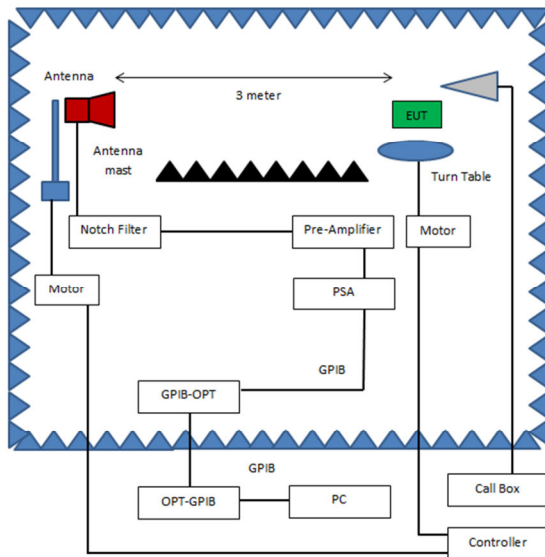 Antenna
3 meter
EUT
Antenna
mast
Turn Table
Notch Filter
Pre-Amplifier
Motor
Motor
PSA
GPIB
GPIB-OPT
GPIB
OPT-GPIB
PC
Call Box
Controller